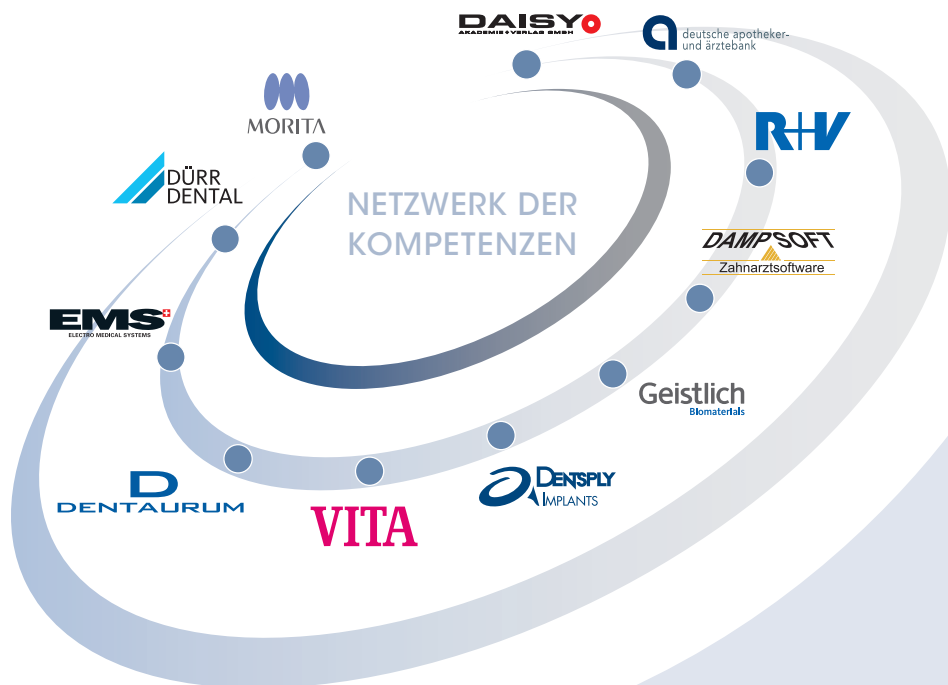 DAISY
AKADEMIE+VERLAG GMBH
deutsche apotheker-
und ärztebank
MORITA
R+V
DÜRR
DENTAL
NETZWERK DER
KOMPETENZEN
DAMPSOFT
Zahnarztsoftware
EMS
ELECTRO MEDICAL SYSTEMS
Geistlich
Biomaterials
D
DENTAURUM
VITA
DENTSPLY
IMPLANTS